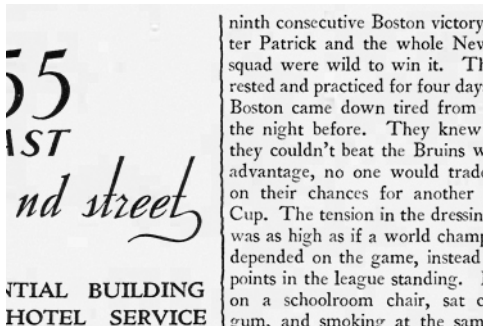 55
AST
nd street
NTIAL BUILDING
HOTEL SERVICE
ninth consecutive Boston victory
ter Patrick and the whole New
squad were wild to win it. Th
rested and practiced for four day
Boston came down tired from
the night before. They knew
they couldn't beat the Bruins w
advantage, no one would trade
on their chances for another
Cup. The tension in the dressin
was as high as if a world champ
depended on the game, instead
points in the league standing.
on a schoolroom chair, sat c
gum, and smoking at the sam